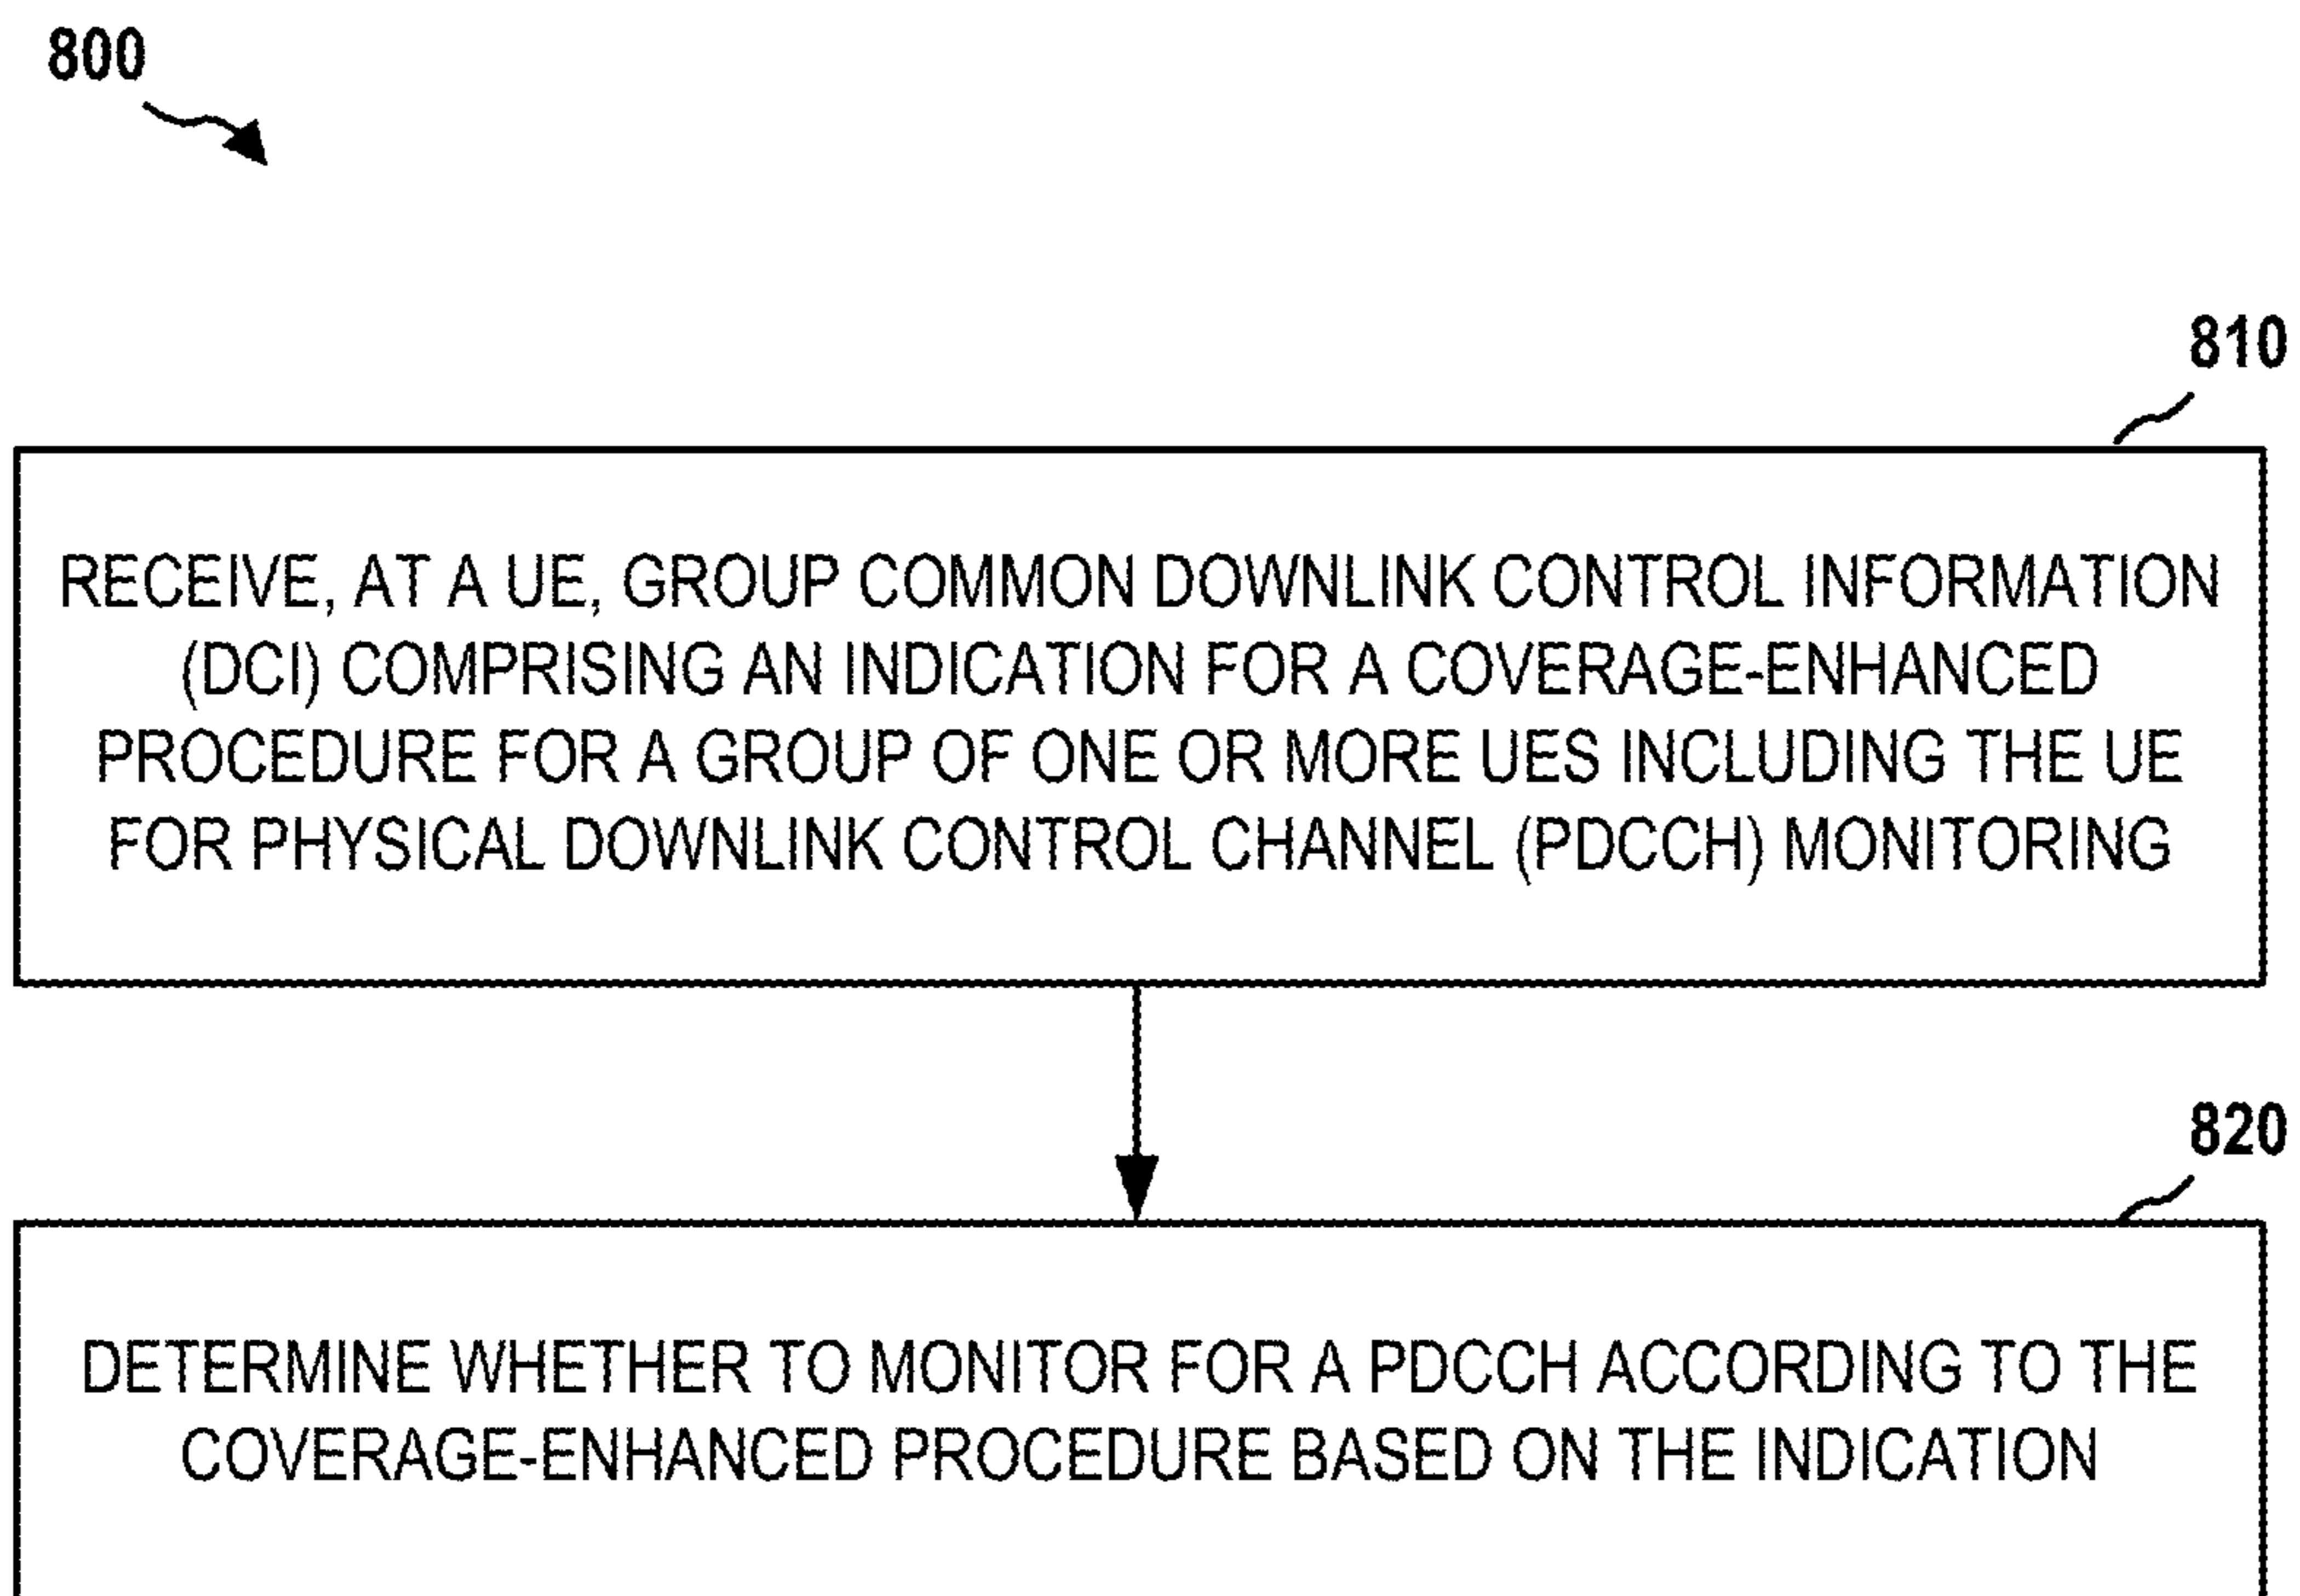 800
810
RECEIVE, AT A UE, GROUP COMMON DOWNLINK CONTROL INFORMATION
(DCI) COMPRISING AN INDICATION FOR A COVERAGE-ENHANCED
PROCEDURE FOR A GROUP OF ONE OR MORE UES INCLUDING THE UE
FOR PHYSICAL DOWNLINK CONTROL CHANNEL (PDCCH) MONITORING
820
DETERMINE WHETHER TO MONITOR FOR A PDCCH ACCORDING TO THE
COVERAGE-ENHANCED PROCEDURE BASED ON THE INDICATION